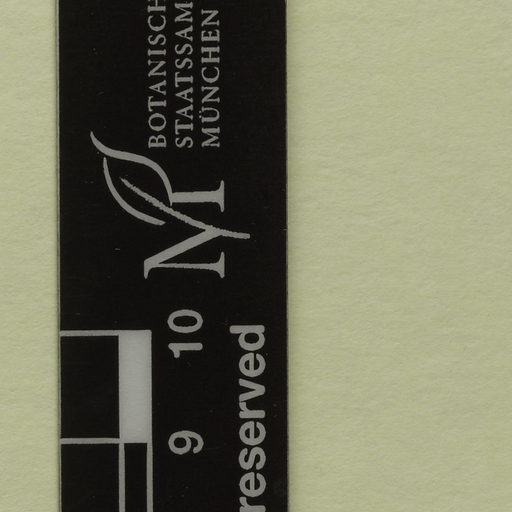 BOTANISCH
STAATSSAM
MÜNCHEN
M
10
9
reserved